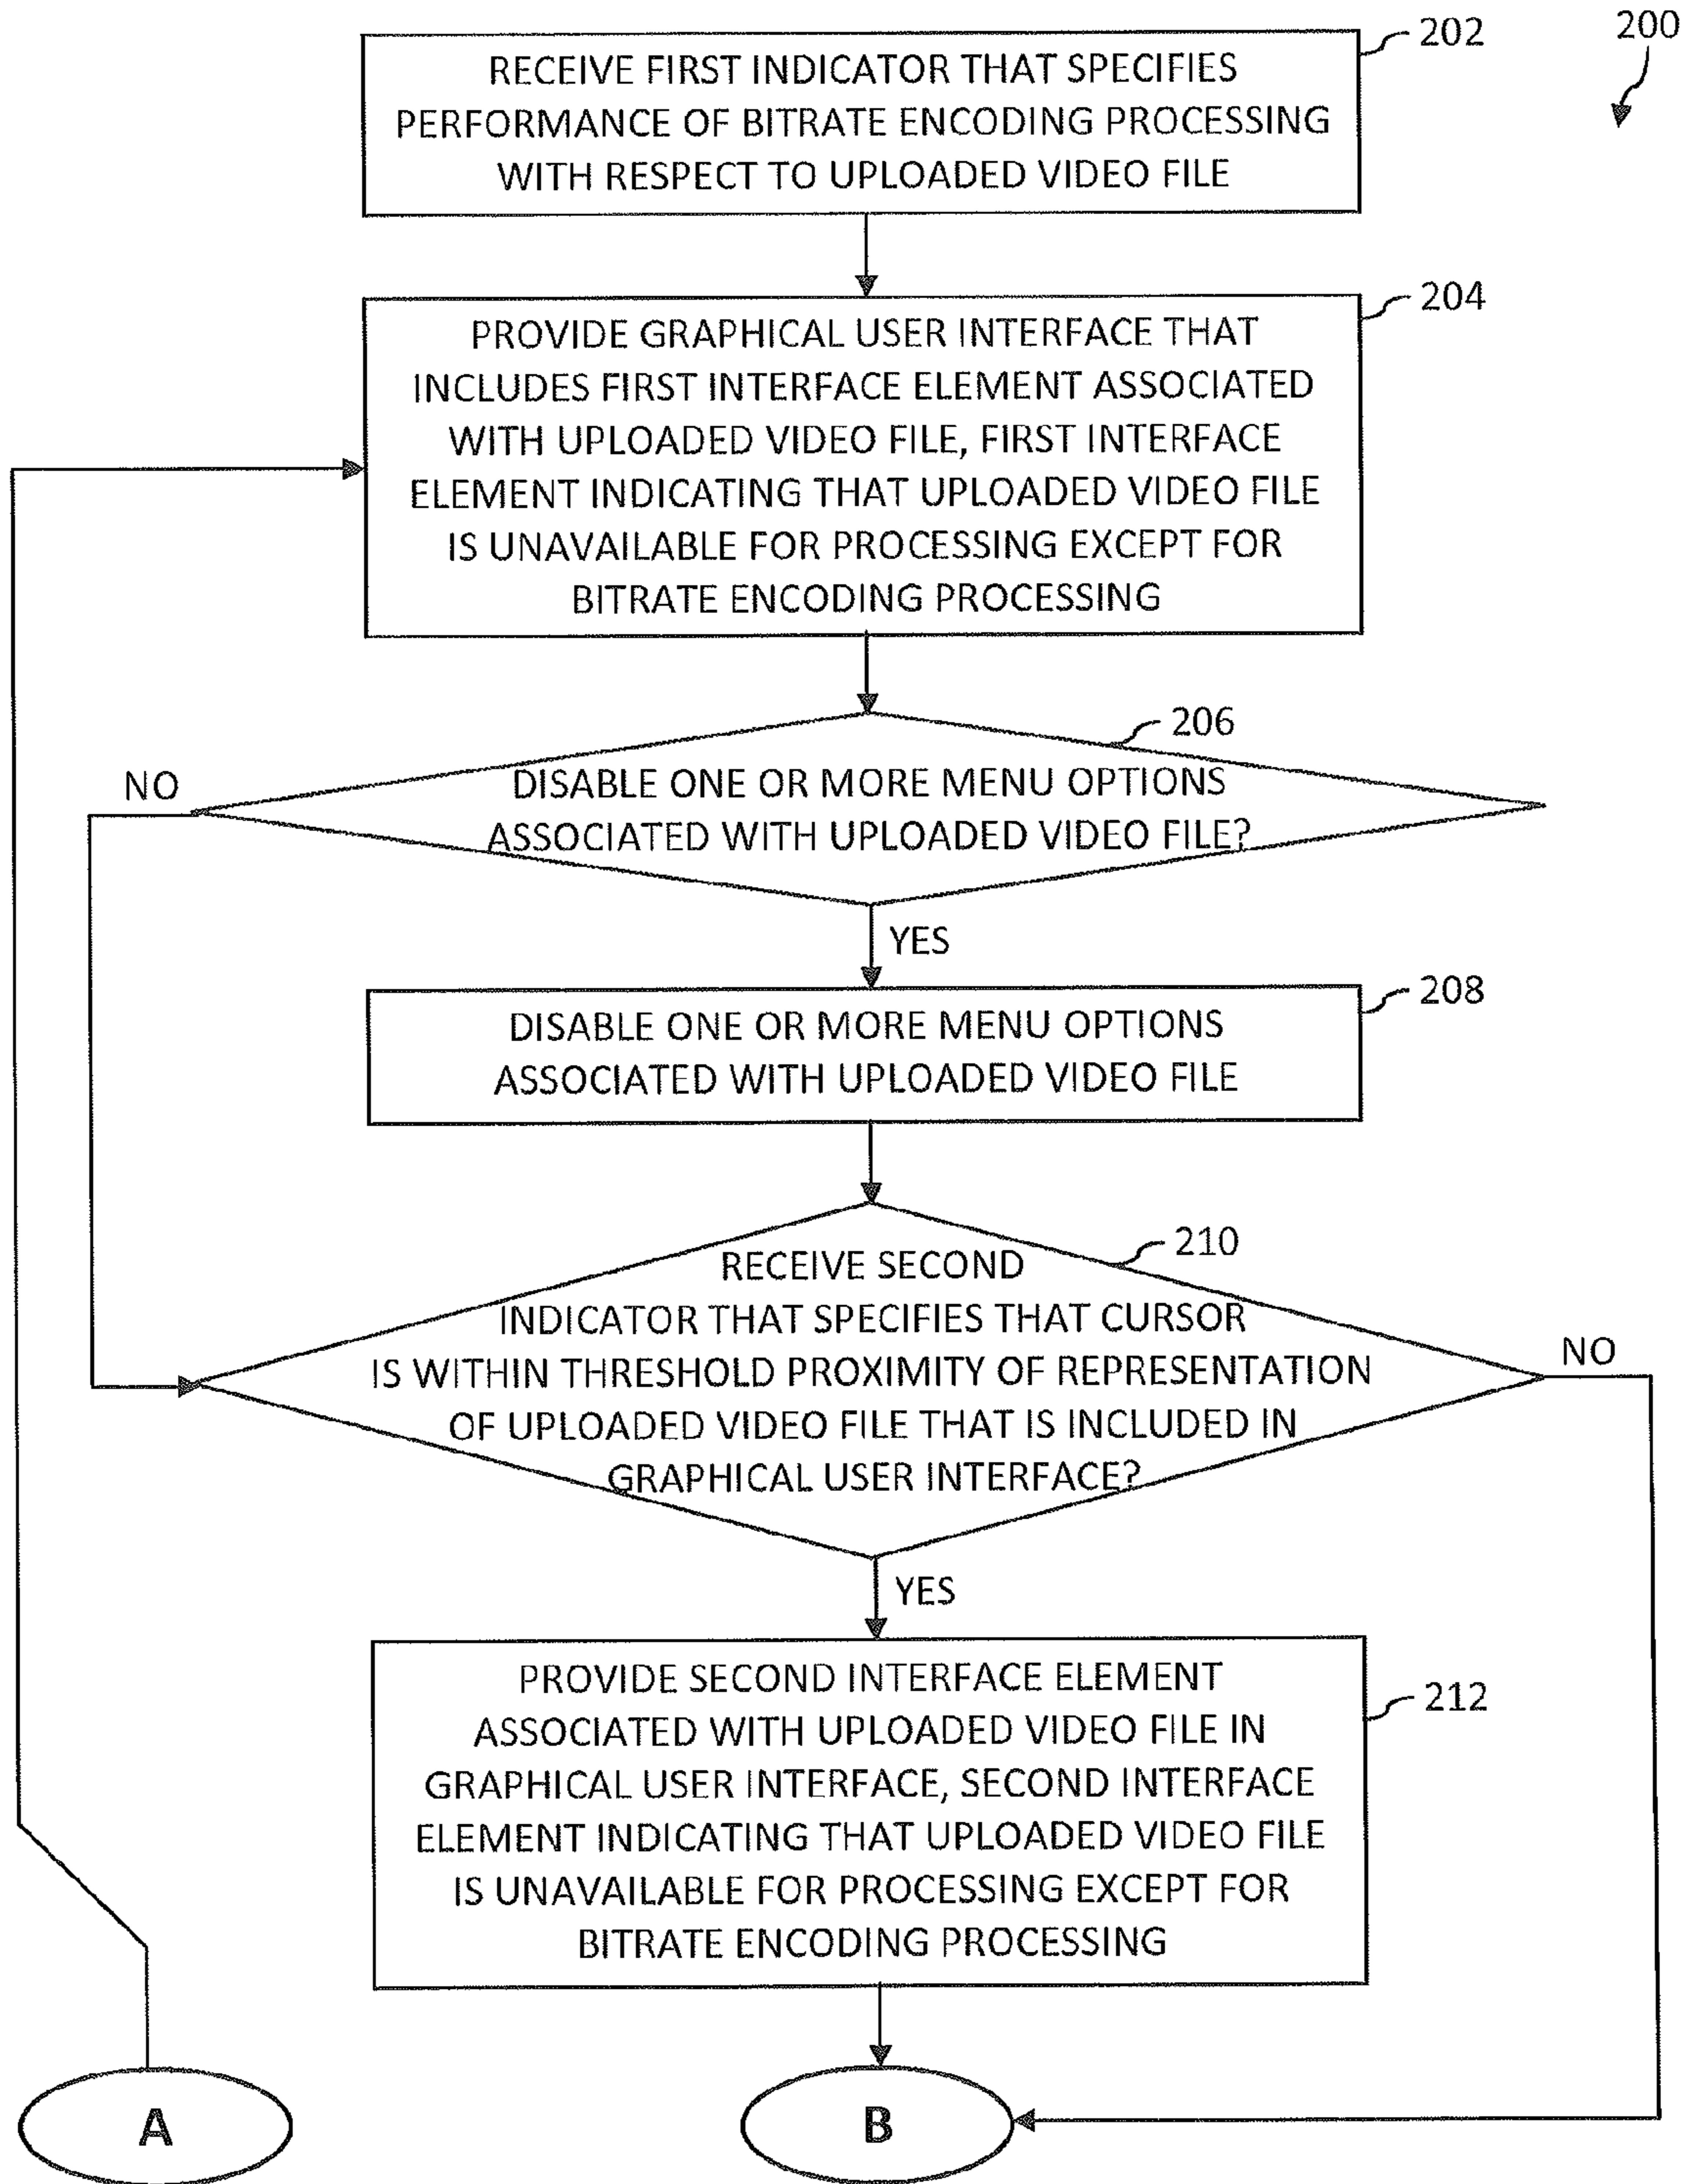 200
202
RECEIVE FIRST INDICATOR THAT SPECIFIES
PERFORMANCE OF BITRATE ENCODING PROCESSING
WITH RESPECT TO UPLOADED VIDEO FILE
204
PROVIDE GRAPHICAL USER INTERFACE THAT
INCLUDES FIRST INTERFACE ELEMENT ASSOCIATED
WITH UPLOADED VIDEO FILE, FIRST INTERFACE
ELEMENT INDICATING THAT UPLOADED VIDEO FILE
IS UNAVAILABLE FOR PROCESSING EXCEPT FOR
BITRATE ENCODING PROCESSING
206
NO
DISABLE ONE OR MORE MENU OPTIONS
ASSOCIATED WITH UPLOADED VIDEO FILE?
YES
208
DISABLE ONE OR MORE MENU OPTIONS
ASSOCIATED WITH UPLOADED VIDEO FILE
210
RECEIVE SECOND
INDICATOR THAT SPECIFIES THAT CURSOR
IS WITHIN THRESHOLD PROXIMITY OF REPRESENTATION
OF UPLOADED VIDEO FILE THAT IS INCLUDED IN
GRAPHICAL USER INTERFACE?
NO
YES
212
PROVIDE SECOND INTERFACE ELEMENT
ASSOCIATED WITH UPLOADED VIDEO FILE IN
GRAPHICAL USER INTERFACE, SECOND INTERFACE
ELEMENT INDICATING THAT UPLOADED VIDEO FILE
IS UNAVAILABLE FOR PROCESSING EXCEPT FOR
BITRATE ENCODING PROCESSING
A
B